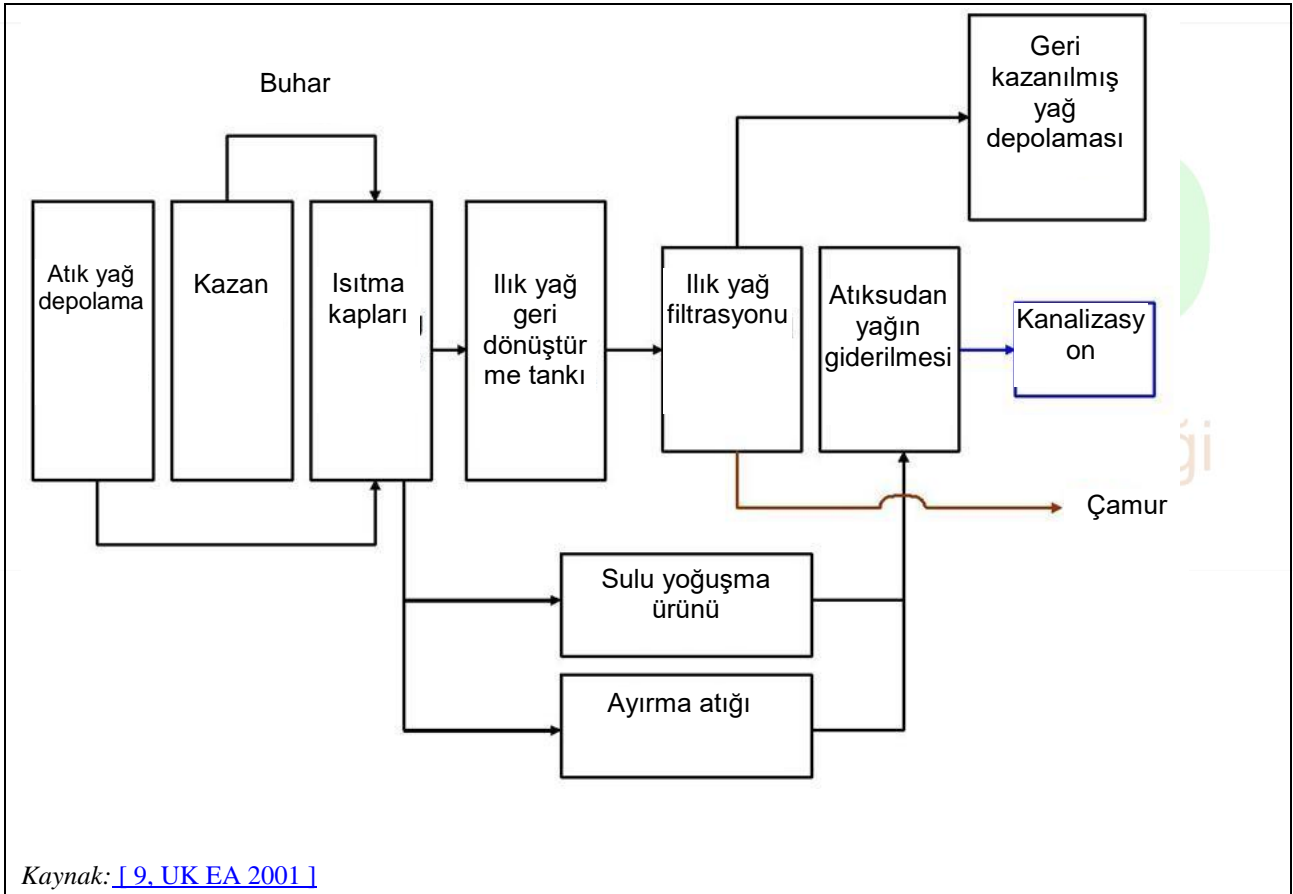 Buhar
Geri
kazanılmış
yağ
depolaması
Atık yağ
depolama
Kazan
Isıtma
kapları
Ilık yağ
geri
dönüştür
me tankı
Ilık yağ
filtrasyonu
Atıksudan
yağın
giderilmesi
Kanalizasy
on
ği
Çamur
Sulu yoğuşma
ürünü
Ayırma atığı
Kaynak: [ 9, UK EA 2001 ]